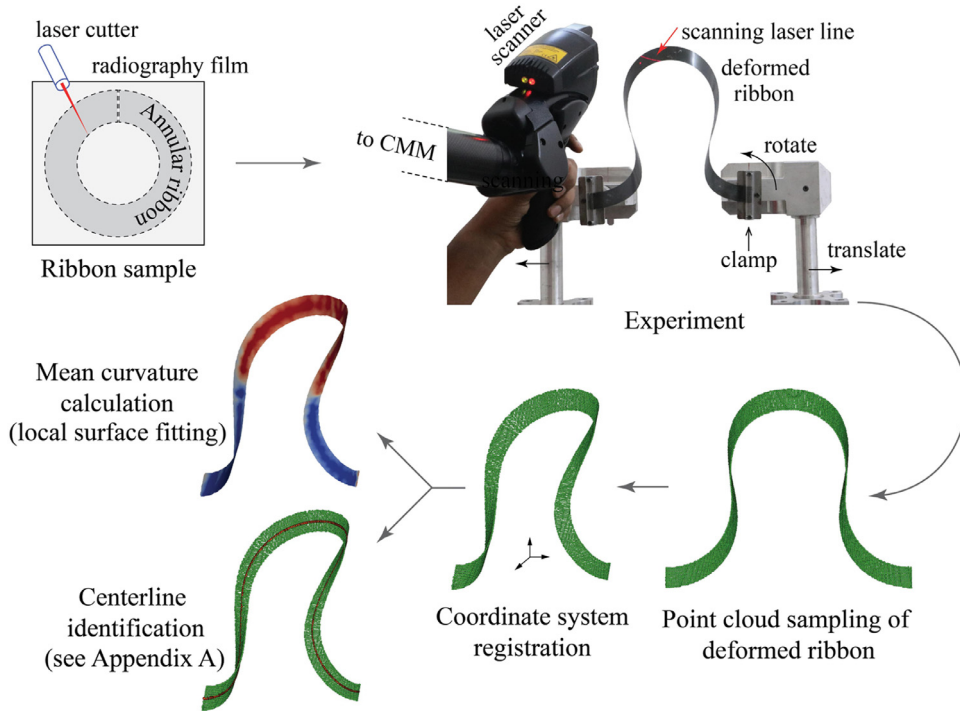 laser cutter
radiography film
Annular ribbon
Ribbon sample
laser
scanner
to CMM
scanning
scanning laser line
deformed
ribbon
rotate
clamp
translate
Experiment
Mean curvature
calculation
(local surface fitting)
Centerline
identification
(see Appendix A)
Coordinate system
registration
Point cloud sampling of
deformed ribbon